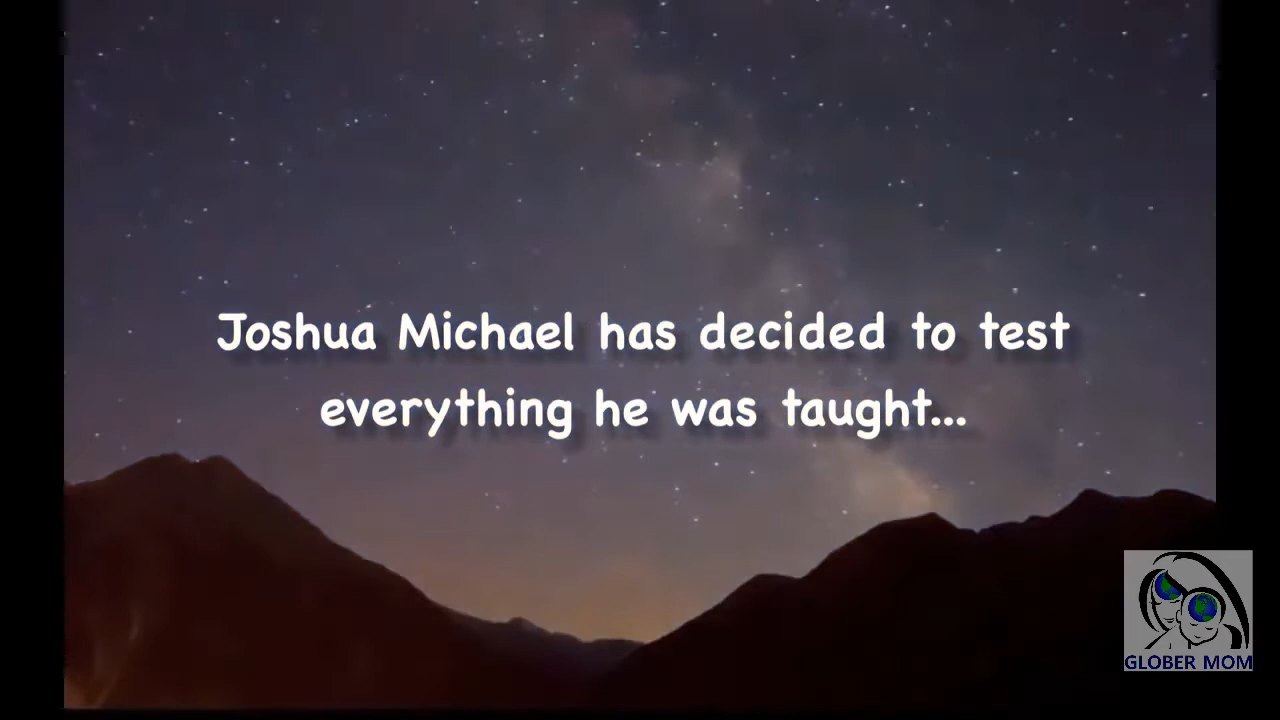 Joshua Michael has decided to test
everything he was taught...
GLOBER MOM